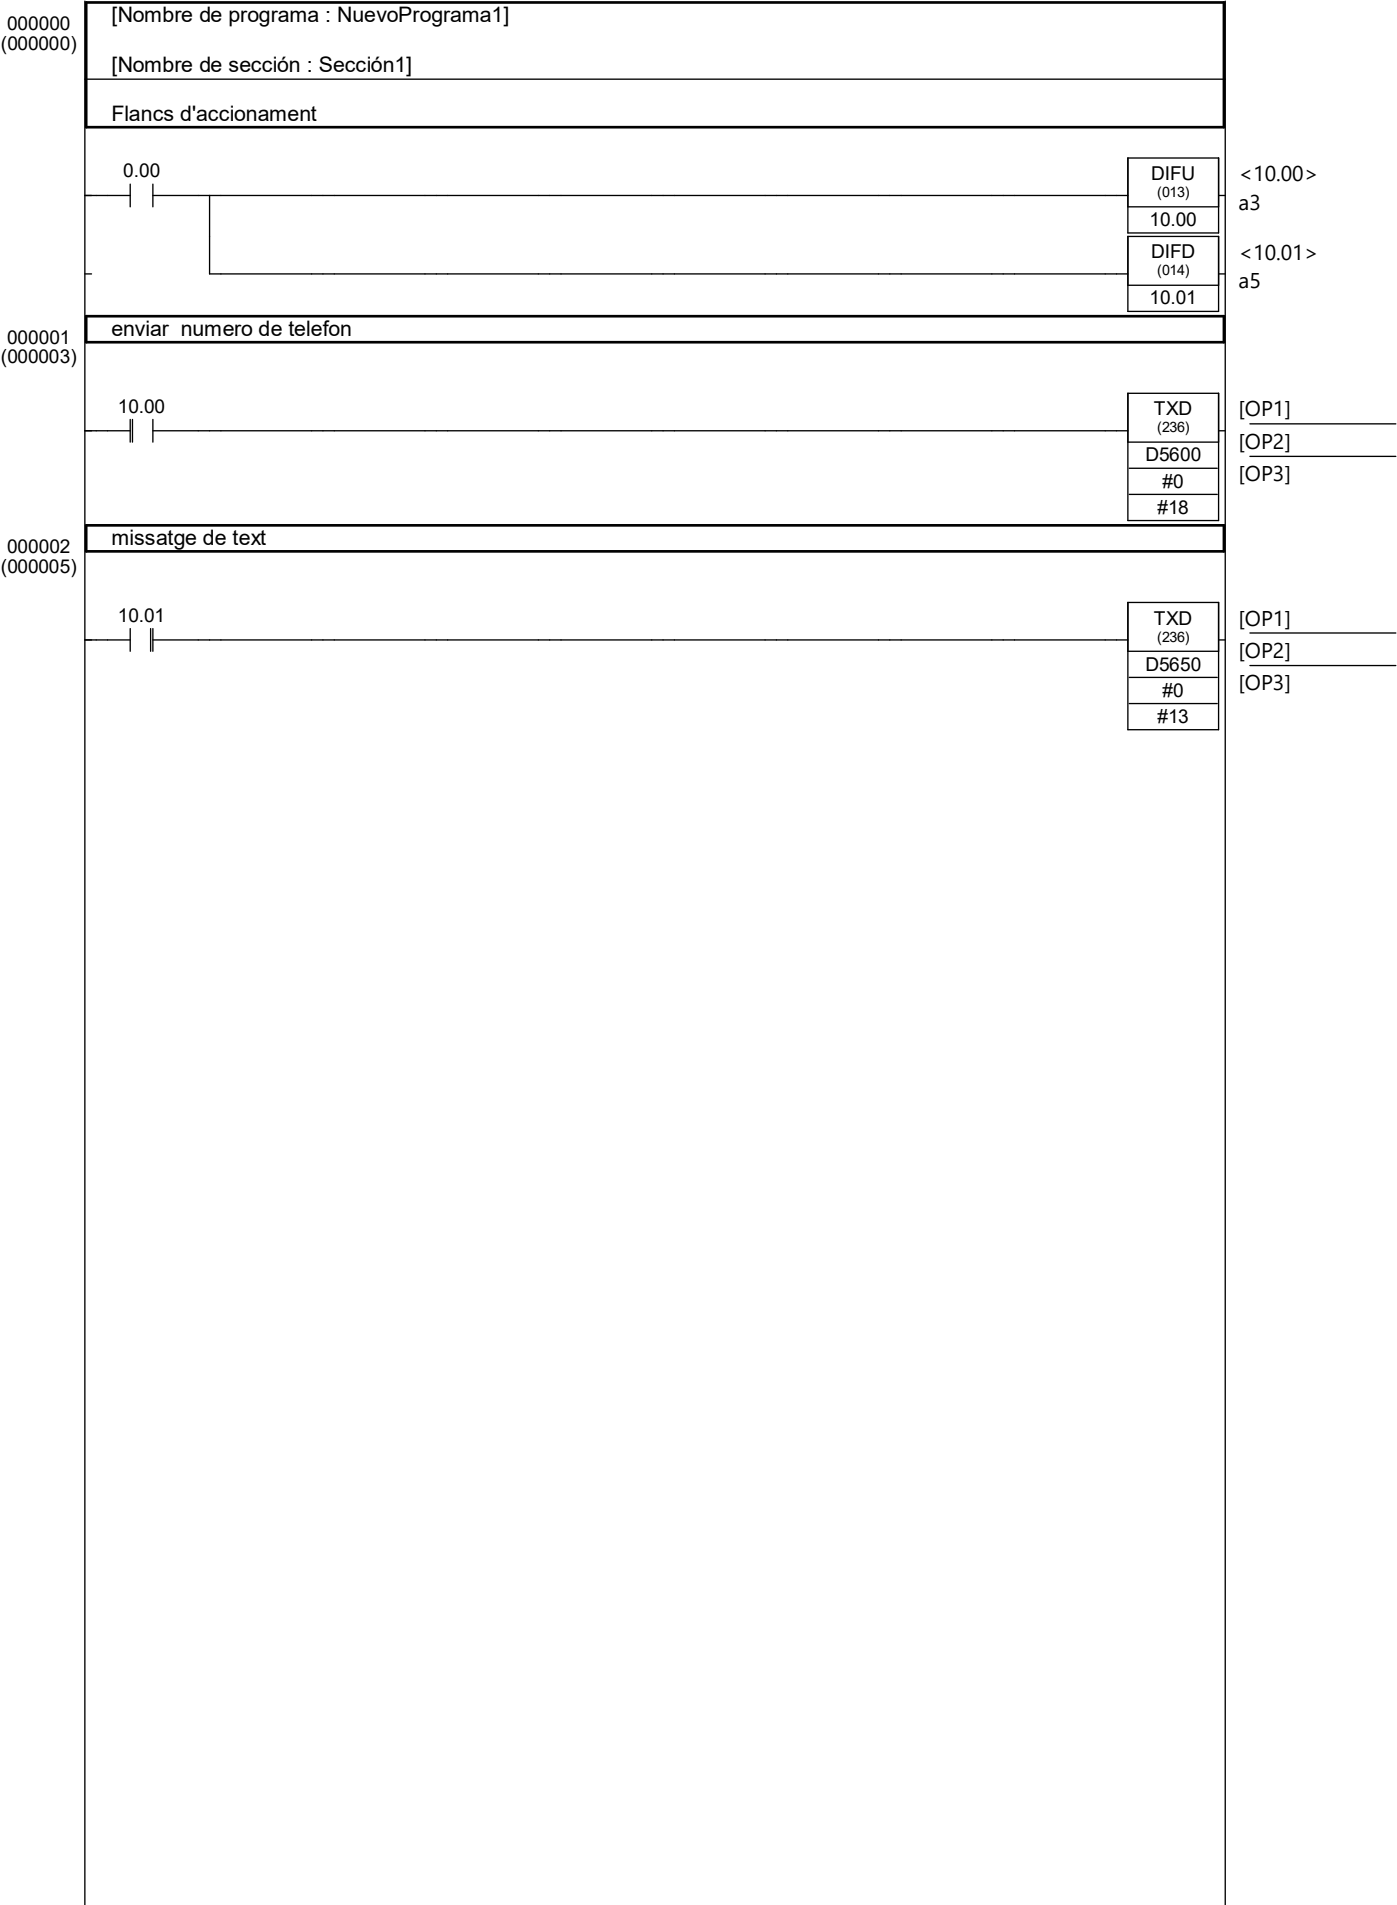 000000
(000000)
[Nombre de programa : NuevoPrograma1]
[Nombre de sección : Sección1]
Flancs d'accionament
0.00
DIFU
(013)
10.00
<10.00>
a3
DIFD
(014)
10.01
<10.01>
a5
000001
(000003)
enviar  numero de telefon
10.00
TXD
(236)
D5600
#0
#18
[OP1]
[OP2]
[OP3]
000002
(000005)
missatge de text
10.01
TXD
(236)
D5650
#0
#13
[OP1]
[OP2]
[OP3]